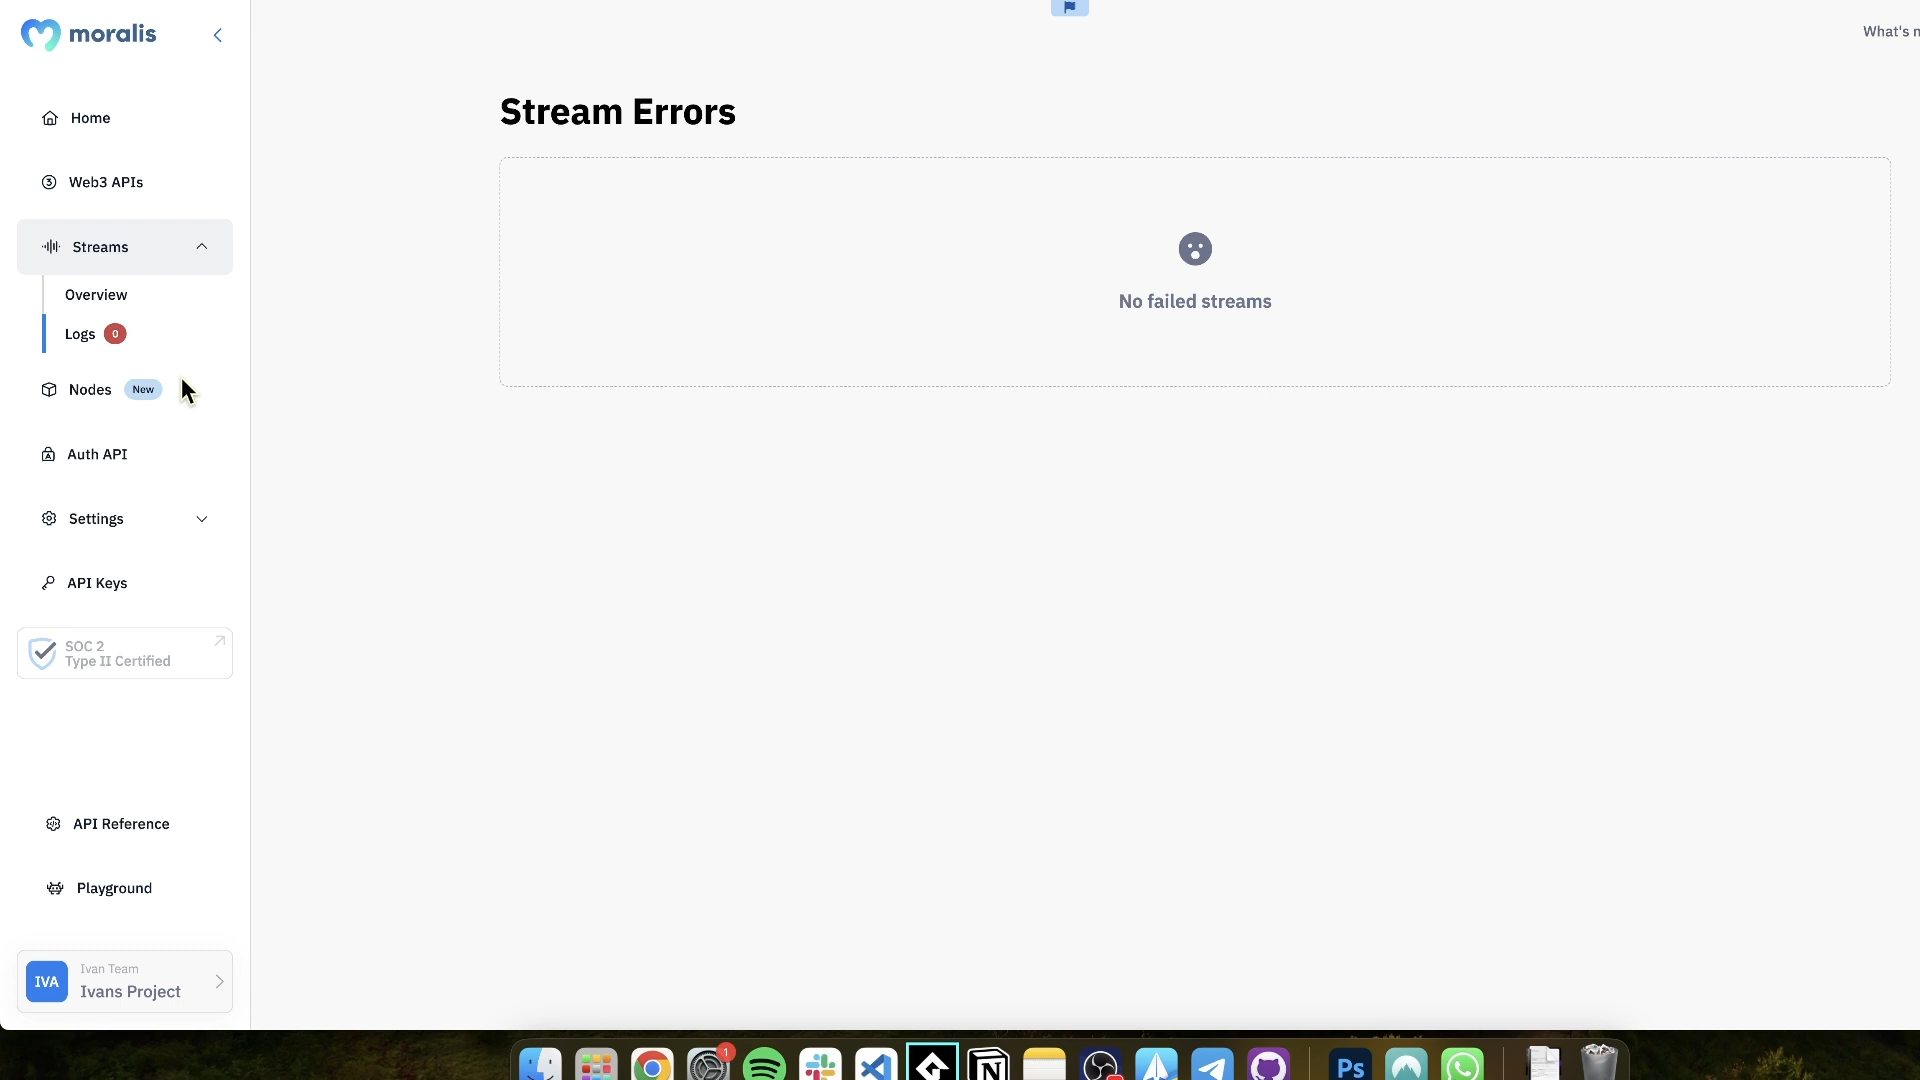 moralis
What's
Home
Stream Errors
Web3 APIs
Streams
Overview
No failed streams
Logs 0
Nodes New
Auth API
Settings
API Keys
SOC 2
Type II Certified
API Reference
Playground
IVA
Ivan Team
Ivans Project
1
Ps